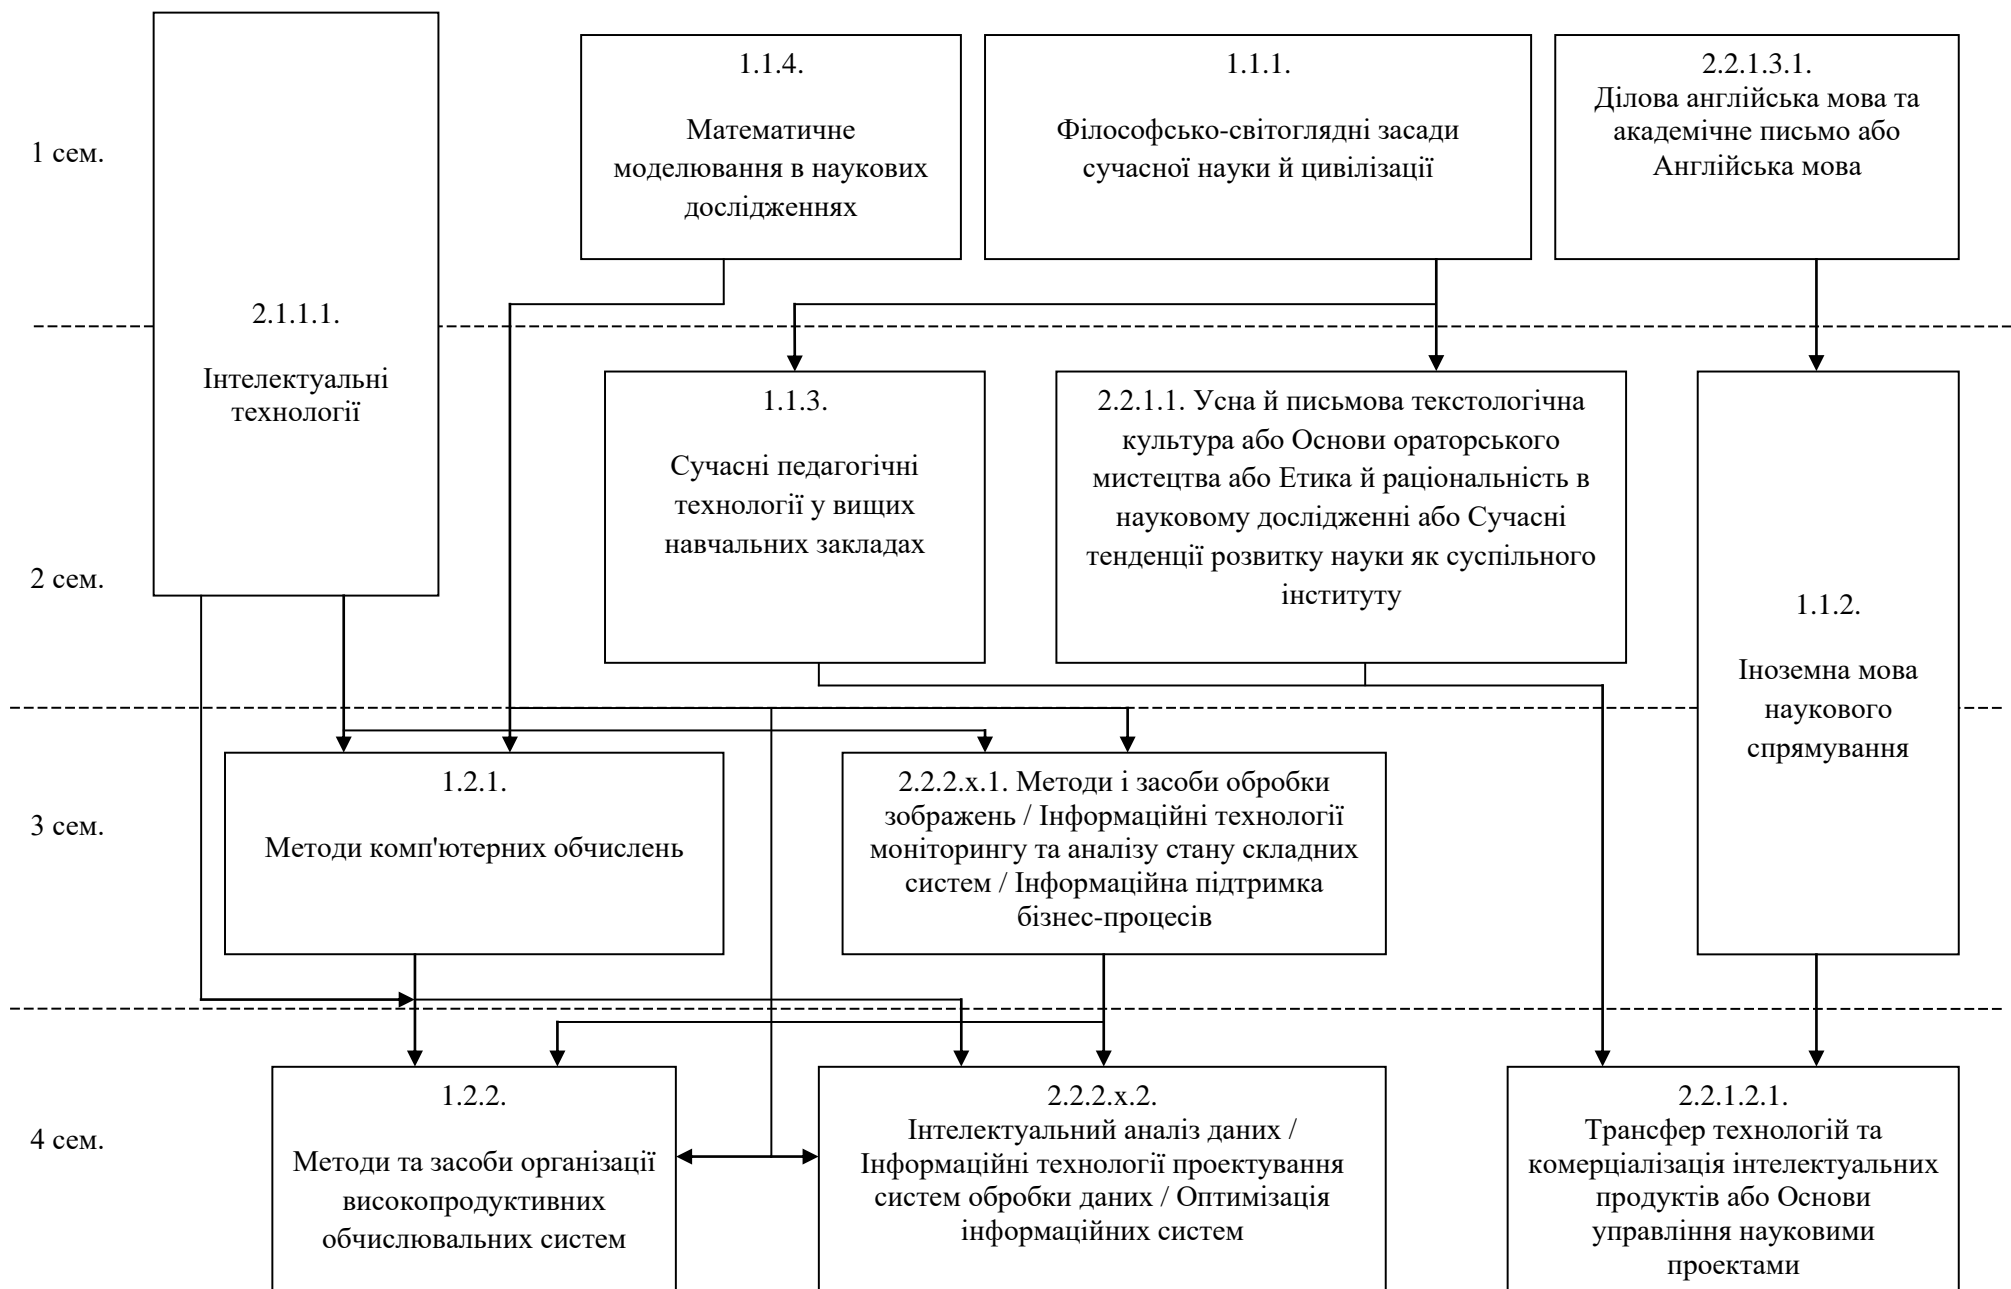 1 сем.
2.1.1.1.
Інтелектуальні
технології
1.1.4.
Математичне
моделювання в наукових
дослідженнях
1.1.1.
Філософсько-світоглядні засади
сучасної науки й цивілізації
2.2.1.3.1.
Ділова англійська мова та
академічне письмо або
Англійська мова
2 сем.
1.1.3.
Сучасні педагогічні
технології у вищих
навчальних закладах
2.2.1.1. Усна й письмова текстологічна
культура або Основи ораторського
мистецтва або Етика й раціональність в
науковому дослідженні або Сучасні
тенденції розвитку науки як суспільного
інституту
1.1.2.
Іноземна мова
наукового
спрямування
3 сем.
1.2.1.
Методи комп'ютерних обчислень
2.2.2.х.1. Методи і засоби обробки
зображень / Інформаційні технології
моніторингу та аналізу стану складних
систем / Інформаційна підтримка
бізнес-процесів
4 сем.
1.2.2.
Методи та засоби організації
високопродуктивних
обчислювальних систем
2.2.2.х.2.
Інтелектуальний аналіз даних /
Інформаційні технології проектування
систем обробки даних / Оптимізація
інформаційних систем
2.2.1.2.1.
Трансфер технологій та
комерціалізація інтелектуальних
продуктів або Основи
управління науковими
проектами